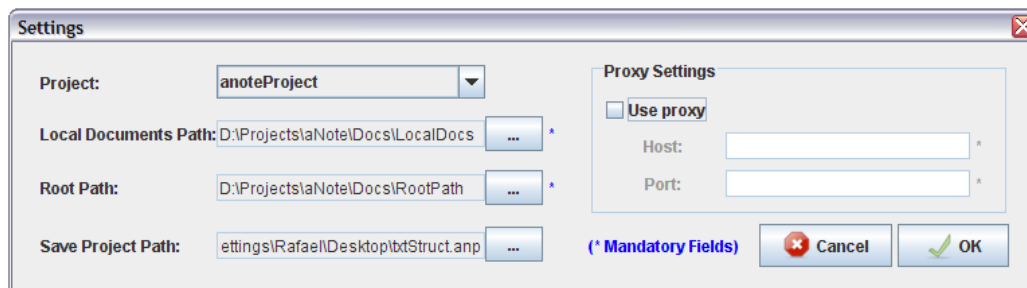 Settings
Project:
anoteProject
Local Documents Path:
D:\Projects\aNote\Docs\LocalDocs
...
*
Root Path:
D:\Projects\aNote\Docs\RootPath
...
*
Save Project Path:
ettings\Rafael\Desktop\txtStruct.anp
...
Proxy Settings
Use proxy
Host:
*
Port:
*
(* Mandatory Fields)
Cancel
OK